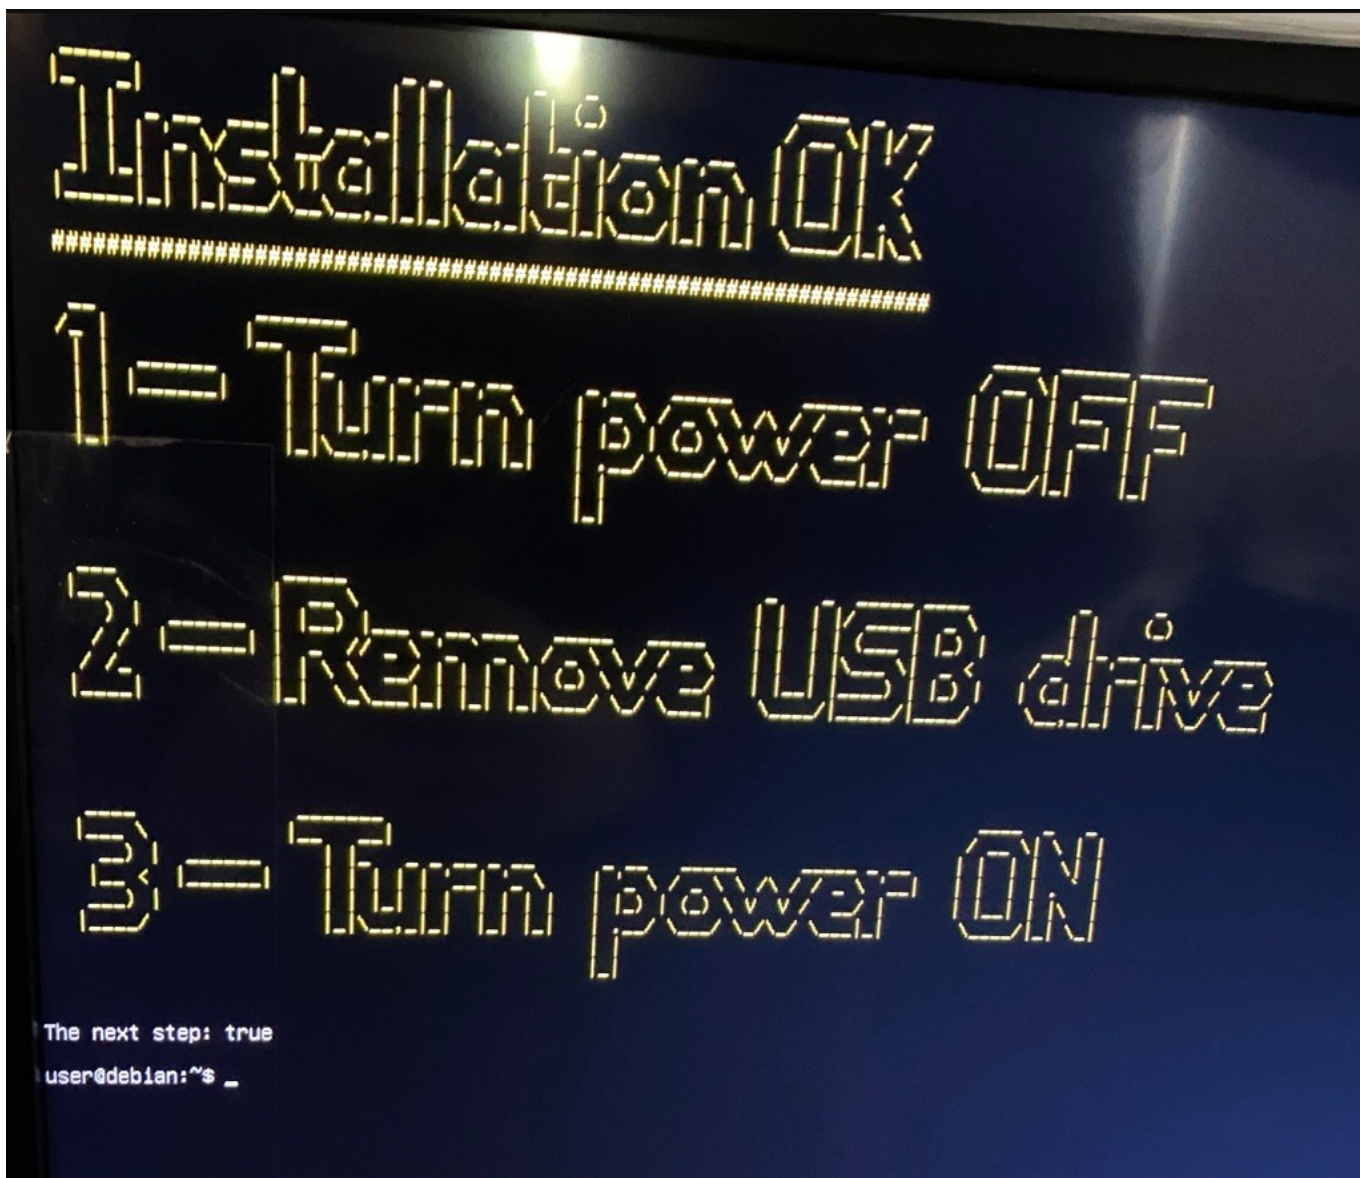 Installation OK
################################################################################
1- Turn power OFF
2- Remove USB drive
3- Turn power ON
The next step: true
user@debian:~$ _